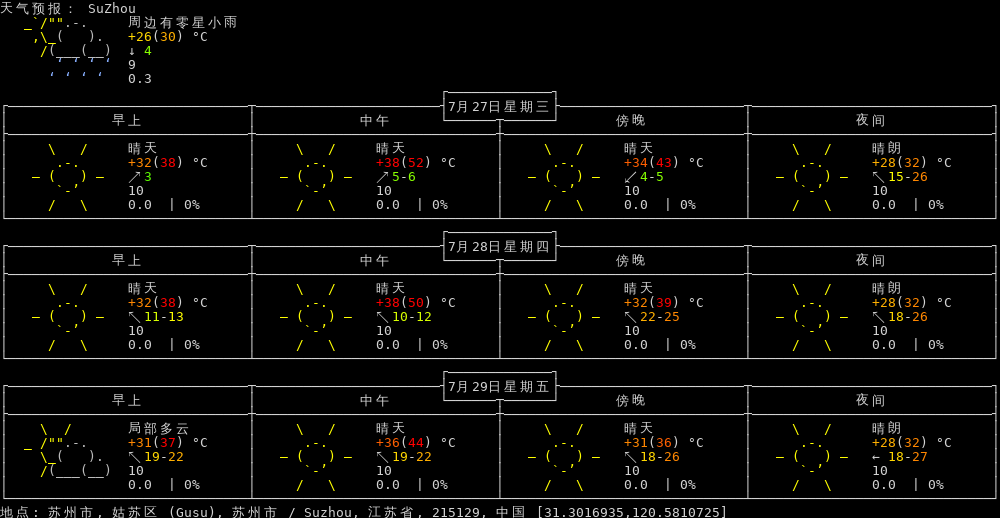 天气预报: SuZhou
周边有零星小雨
+26(30) °C
↓ 4
9
0.3
7月27日星期三
早上 中午 傍晚 夜间
晴天 晴天 晴天 晴朗
+32(38) °C +38(52) °C +34(43) °C +28(32) °C
↗3 ↗5-6 ↙4-5 ↖15-26
10 10 10 10
0.0 | 0% 0.0 | 0% 0.0 | 0% 0.0 | 0%
7月28日星期四
早上 中午 傍晚 夜间
晴天 晴天 晴天 晴朗
+32(38) °C +38(50) °C +32(39) °C +28(32) °C
↖11-13 ↖10-12 ↖22-25 ↖18-26
10 10 10 10
0.0 | 0% 0.0 | 0% 0.0 | 0% 0.0 | 0%
7月29日星期五
早上 中午 傍晚 夜间
局部多云 晴天 晴天 晴朗
+31(37) °C +36(44) °C +31(36) °C +28(32) °C
↖19-22 ↖19-22 ↖18-26 ← 18-27
10 10 10 10
0.0 | 0% 0.0 | 0% 0.0 | 0% 0.0 | 0%
地点: 苏州市, 姑苏区 (Gusu), 苏州市 / Suzhou, 江苏省, 215129, 中国 [31.3016935,120.5810725]